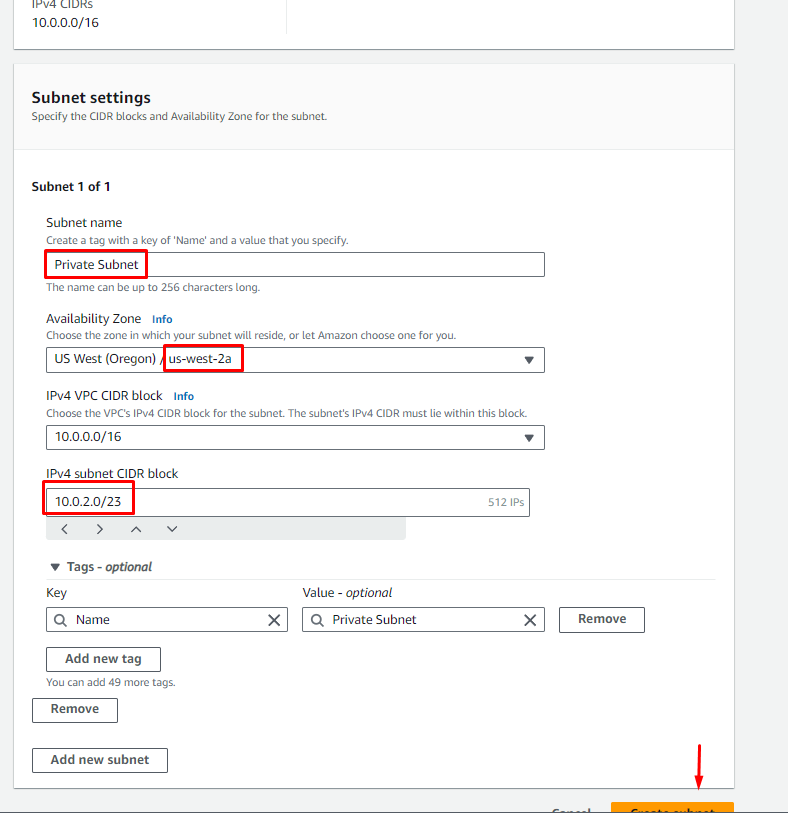 IPv4 CIDRs
10.0.0.0/16
Subnet settings
Specify the CIDR blocks and Availability Zone for the subnet.
Subnet 1 of 1
Subnet name
Create a tag with a key of 'Name' and a value that you specify.
Private Subnet
The name can be up to 256 characters long.
Availability Zone Info
Choose the zone in which your subnet will reside, or let Amazon choose one for you.
US West (Oregon) / us-west-2a
IPv4 VPC CIDR block Info
Choose the VPC's IPv4 CIDR block for the subnet. The subnet's IPv4 CIDR must lie within this block.
10.0.0.0/16
IPv4 subnet CIDR block
10.0.2.0/23 512 IPs
Tags - optional
Key Value - optional
Name Private Subnet Remove
Add new tag
You can add 49 more tags.
Remove
Add new subnet
Cancel Create subnet